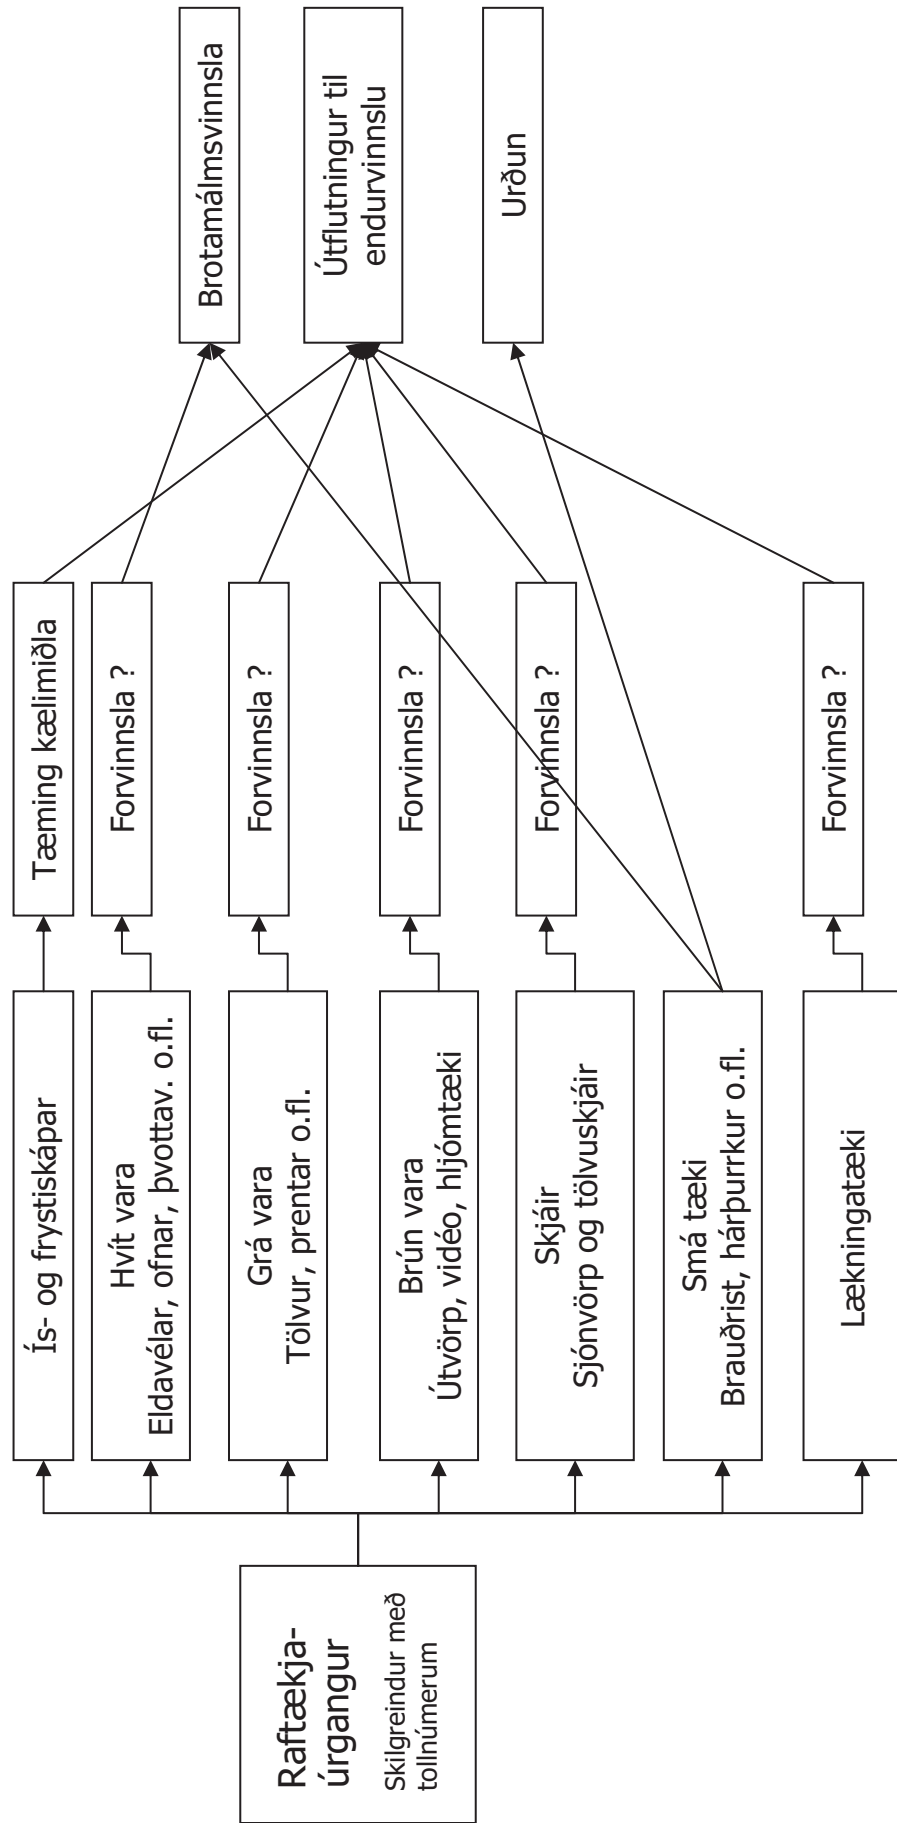 Raftækja-
úrgangur
Skilgreindur með
tollnúmerum
Ís- og frystiskápar
Hvít vara
Eldavélar, ofnar, þvottav. o.fl.
Grá vara
Tölvur, prentar o.fl.
Brún vara
Útvörp, vidéo, hljómtæki
Skjáir
Sjónvörp og tölvuskjáir
Smá tæki
Brauðrist, hárþurrkur o.fl.
Lækningatæki
Tæming kælimiðla
Forvinnsla ?
Forvinnsla ?
Forvinnsla ?
Forvinnsla ?
Forvinnsla ?
Brotamálmsvinnsla
Útflutningur til
endurvinnslu
Urðun